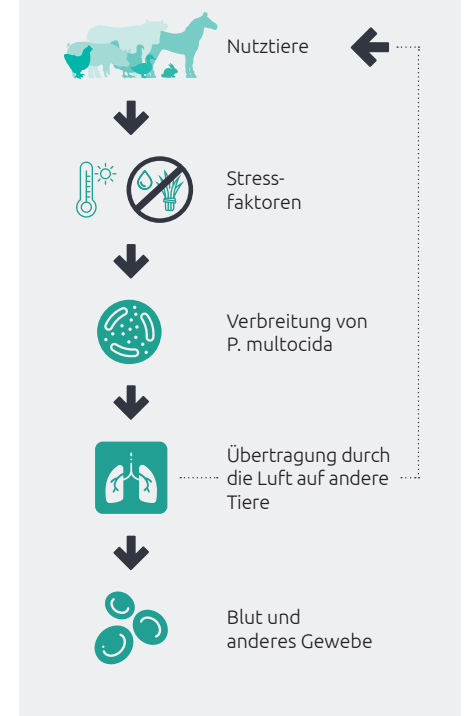 Nutztiere
Stress-
faktoren
Verbreitung von
P. multocida
Übertragung durch
die Luft auf andere
Tiere
Blut und
anderes Gewebe